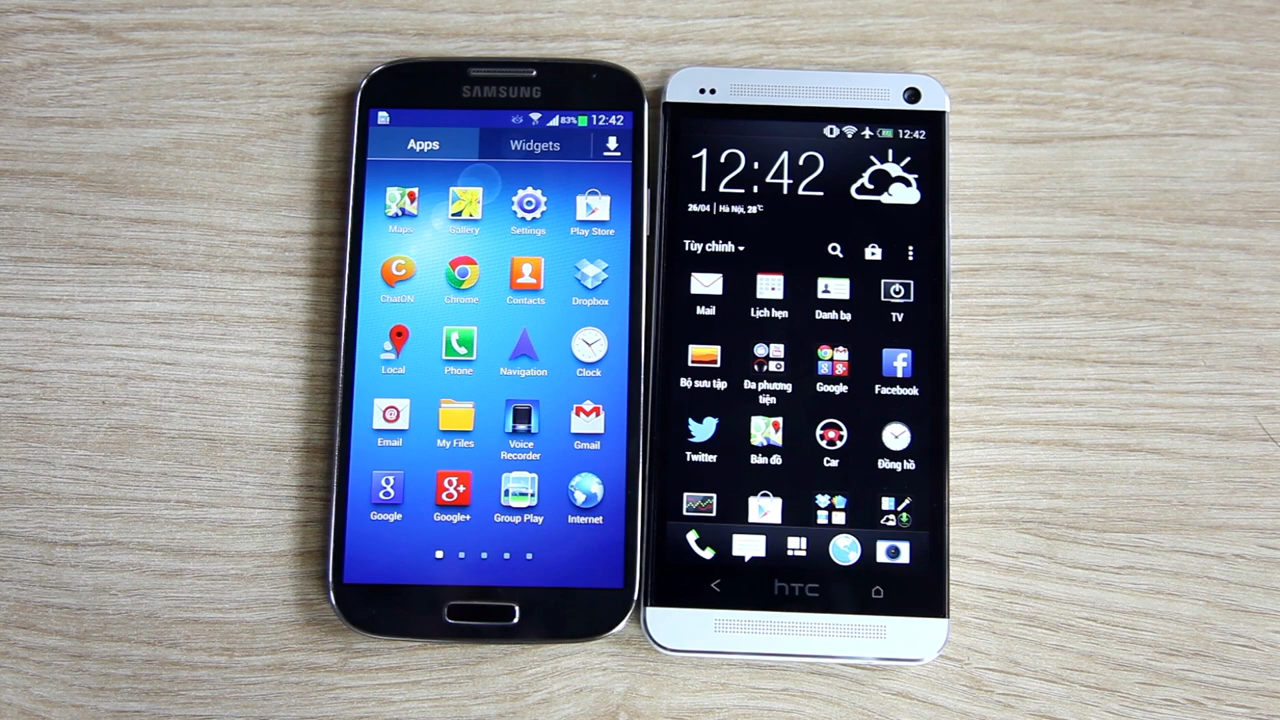 SAMSUNG
83% 12:42
Apps Widgets
Maps Gallery Settings Play Store
ChatON Chrome Contacts Dropbox
Local Phone Navigation Clock
Email My Files Voice Recorder Gmail
Google Google+ Group Play Internet
12:42
12:42
26/04 Hà Nội, 28°C
Tùy chỉnh
Mail Lịch hẹn Danh bạ TV
Bộ sưu tập Đa phương tiện Google Facebook
Twitter Bản đồ Car Đồng hồ
hTC